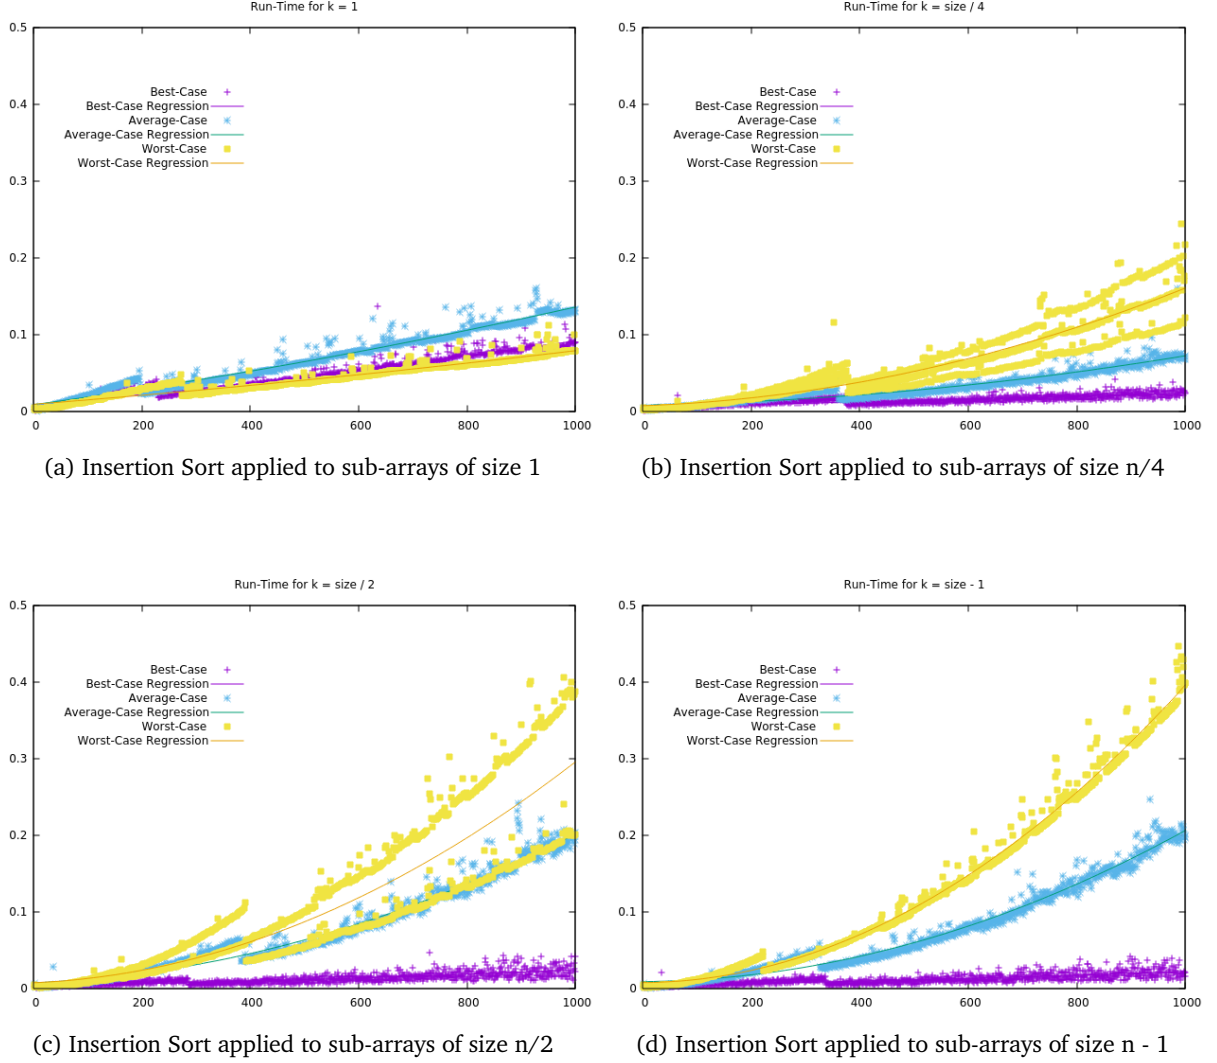 Run-Time for k = 1
0.5
0.4
0.3
0.2
0.1
0
0 200 400 600 800 1000
Best-Case
Best-Case Regression
Average-Case
Average-Case Regression
Worst-Case
Worst-Case Regression
(a) Insertion Sort applied to sub-arrays of size 1
Run-Time for k = size / 4
0.5
0.4
0.3
0.2
0.1
0
0 200 400 600 800 1000
Best-Case
Best-Case Regression
Average-Case
Average-Case Regression
Worst-Case
Worst-Case Regression
(b) Insertion Sort applied to sub-arrays of size n/4
Run-Time for k = size / 2
0.5
0.4
0.3
0.2
0.1
0
0 200 400 600 800 1000
Best-Case
Best-Case Regression
Average-Case
Average-Case Regression
Worst-Case
Worst-Case Regression
(c) Insertion Sort applied to sub-arrays of size n/2
Run-Time for k = size - 1
0.5
0.4
0.3
0.2
0.1
0
0 200 400 600 800 1000
Best-Case
Best-Case Regression
Average-Case
Average-Case Regression
Worst-Case
Worst-Case Regression
(d) Insertion Sort applied to sub-arrays of size n - 1